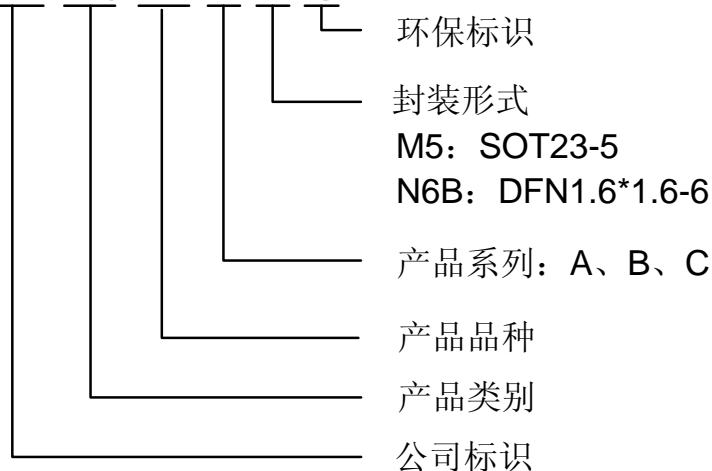 环保标识
封装形式
M5：SOT23-5
N6B：DFN1.6*1.6-6
产品系列：A、B、C
产品品种
产品类别
公司标识